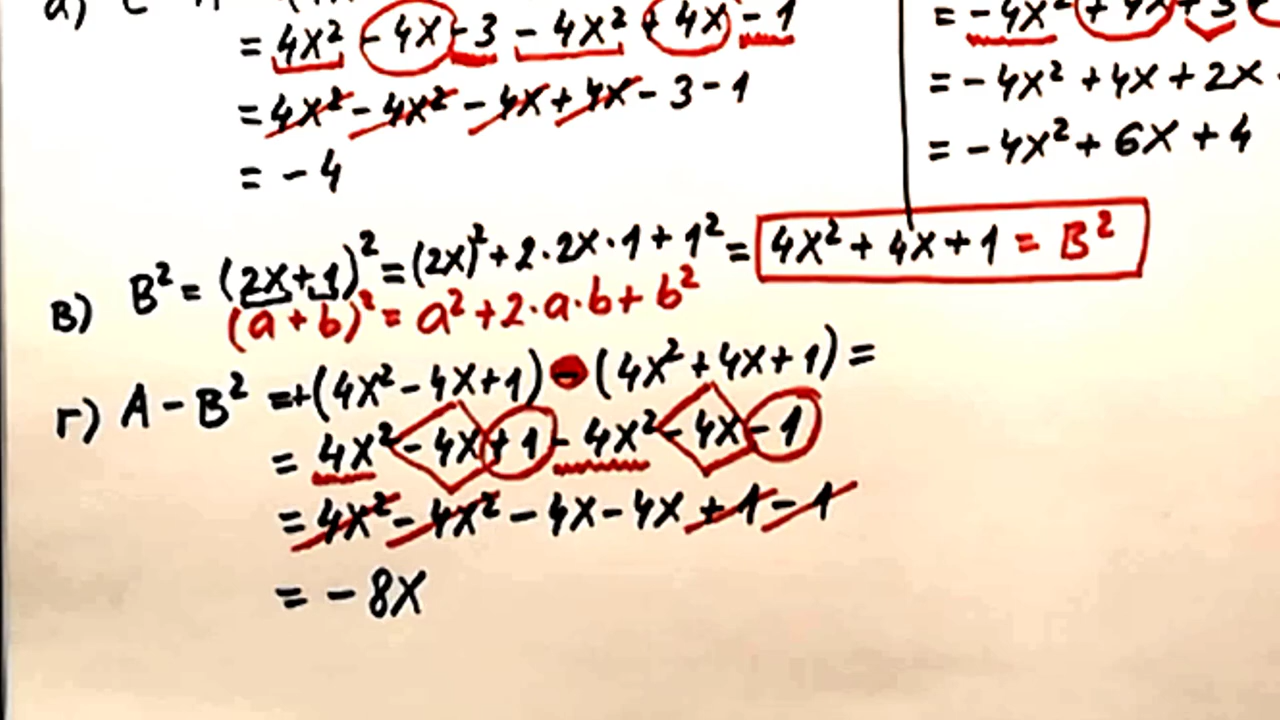 = 4x² - 4x - 3 - 4x² + 4x - 1
= 4x² - 4x² - 4x + 4x - 3 - 1
= - 4
= - 4x²
= - 4x² + 4x + 2x
= - 4x² + 6x + 4
в) B² = (2x+1)² = (2x)² + 2·2x·1 + 1² = 4x² + 4x + 1 = B²
(a + b)² = a² + 2·a·b + b²
г) A - B² = +(4x² - 4x + 1) - (4x² + 4x + 1) =
= 4x² - 4x + 1 - 4x² - 4x - 1
= 4x² - 4x² - 4x - 4x + 1 - 1
= - 8x